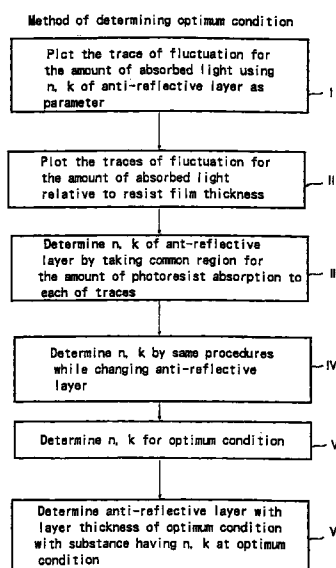 Method of determining optimum condition
Plot the trace of fluctuation for
the amount of absorbed light using
n, k of anti-reflective layer as
parameter
I
Plot the traces of fluctuation for
the amount of absorbed light
relative to resist film thickness
II
Determine n, k of ant-reflective
layer by taking common region for
the amount of photoresist absorption to
each of traces
III
Determine n, k by same procedures
while changing anti-reflective
layer
IV
Determine n, k for optimum condition
V
Determine anti-reflective layer with
layer thickness of optimum condition
with substance having n, k at optimum
condition